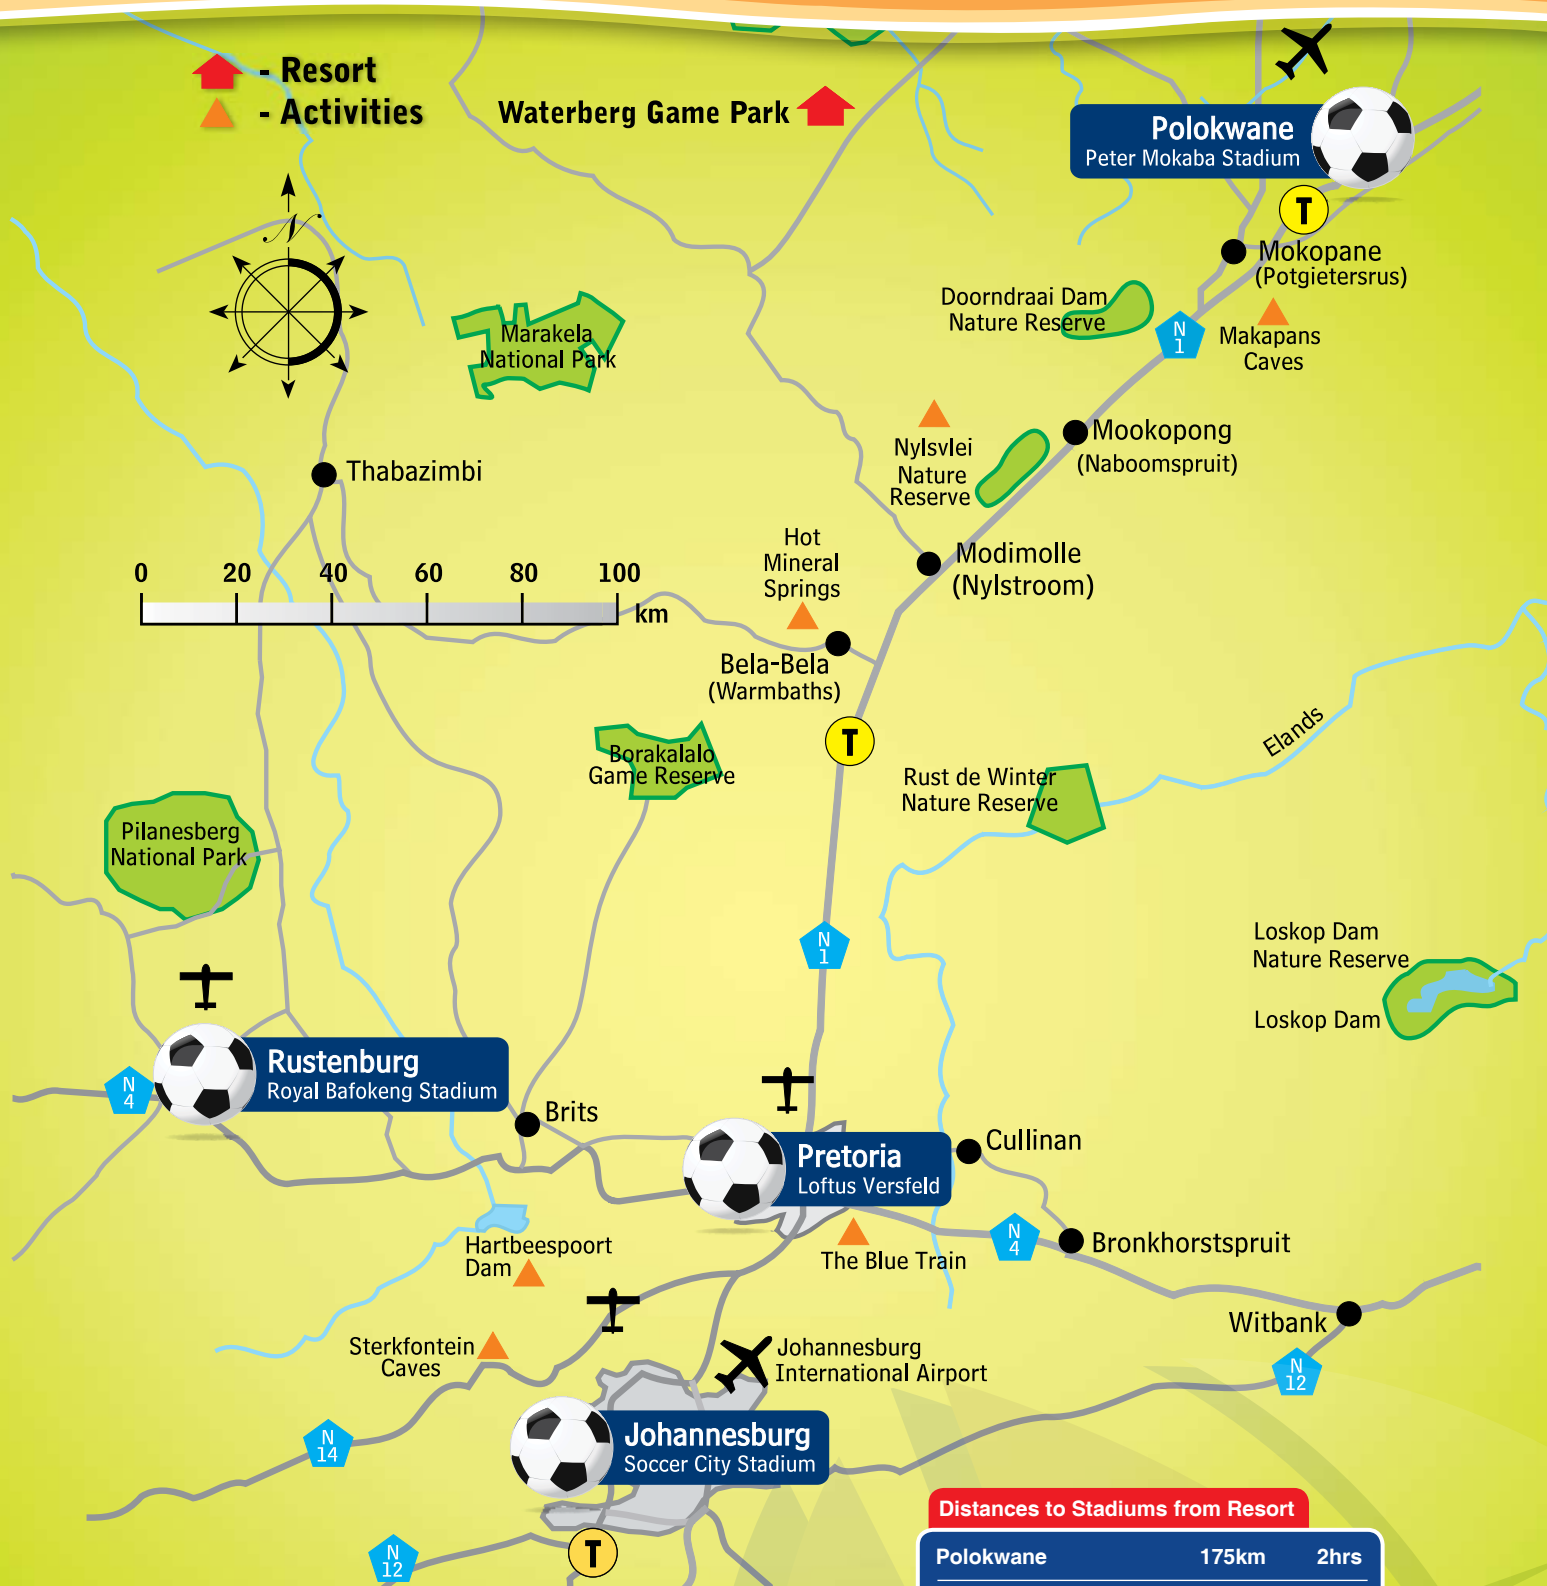 - Resort
- Activities
Waterberg Game Park
Polokwane
Peter Mokaba Stadium
T
N
Mokopane
(Potgietersrus)
Doorndraai Dam
Nature Reserve
N
1
Makapans
Caves
Marakela
National Park
Nylsvlei
Nature
Reserve
Mookopong
(Naboomspruit)
Thabazimbi
Hot
Mineral
Springs
Modimolle
(Nylstroom)
0 20 40 60 80 100
km
Bela-Bela
(Warmbaths)
T
Elands
Borakalalo
Game Reserve
Rust de Winter
Nature Reserve
Pilanesberg
National Park
N
1
Loskop Dam
Nature Reserve
Loskop Dam
Rustenburg
Royal Bafokeng Stadium
N
4
Brits
Pretoria
Loftus Versfeld
Cullinan
Hartbeespoort
Dam
The Blue Train
N
4
Bronkhorstspruit
Witbank
Sterkfontein
Caves
Johannesburg
International Airport
N
12
N
14
Johannesburg
Soccer City Stadium
Distances to Stadiums from Resort
N
12
T
Polokwane 175km 2hrs